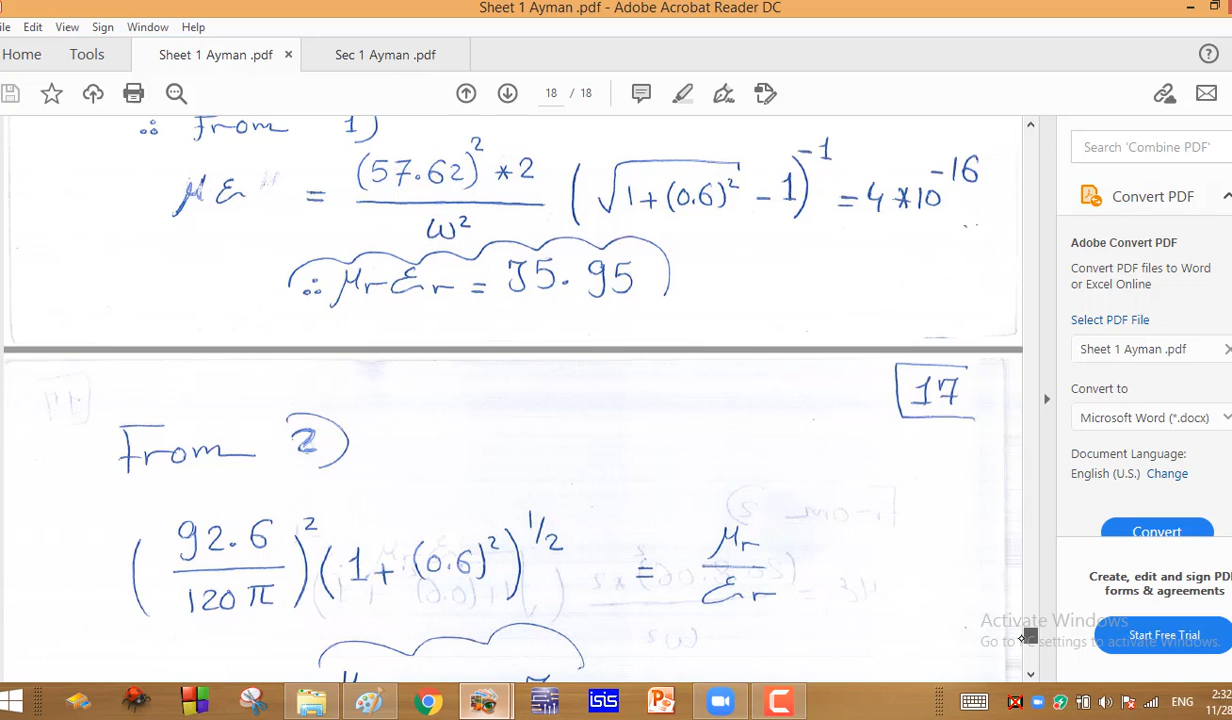 Sheet 1 Ayman .pdf - Adobe Acrobat Reader DC
File Edit View Sign Window Help
Home Tools Sheet 1 Ayman .pdf × Sec 1 Ayman.pdf
18 / 18
∴ From 1)
με = (57.62)^2 * 2 / ω^2 (√(1+(0.6)^2) - 1)^-1 = 4*10^-16
∴ μr εr = 35.95
17
From 2)
(92.6 / 120π)^2 (1 + (0.6)^2)^1/2 = μr / εr
Search 'Combine PDF'
Convert PDF
Adobe Convert PDF
Convert PDF files to Word
or Excel Online
Select PDF File
Sheet 1 Ayman .pdf ×
Convert to
Microsoft Word (*.docx)
Document Language:
English (U.S.) Change
Convert
Create, edit and sign PDF
forms & agreements
Start Free Trial
Activate Windows
Go to PC settings to activate Windows.
isis
ENG
2:32
11/28